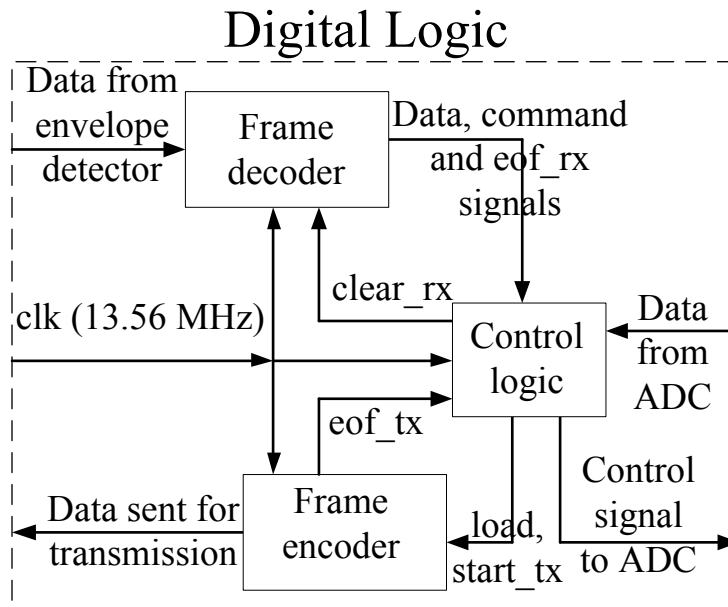 Digital Logic
Data from
envelope
detector
Frame
decoder
Data, command
and eof_rx
signals
clear_rx
clk (13.56 MHz)
Control
logic
Data
from
ADC
eof_tx
Data sent for
transmission
Frame
encoder
load,
start_tx
Control
signal
to ADC